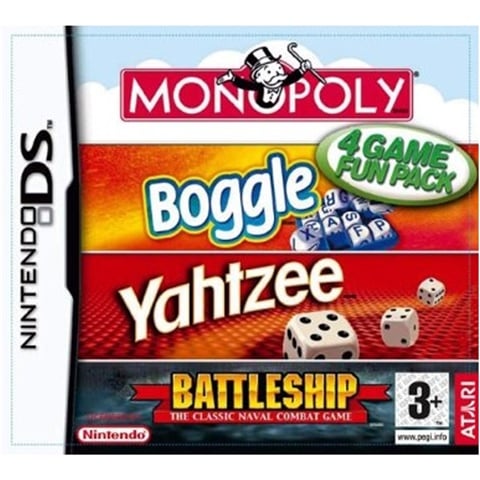 MONOPOLY
®
4 GAME
FUN PACK
Boggle
X A S P
Yahtzee
BATTLESHIP
THE CLASSIC NAVAL COMBAT GAME
NINTENDO DS™
Nintendo
3+
www.pegi.info
ATARI